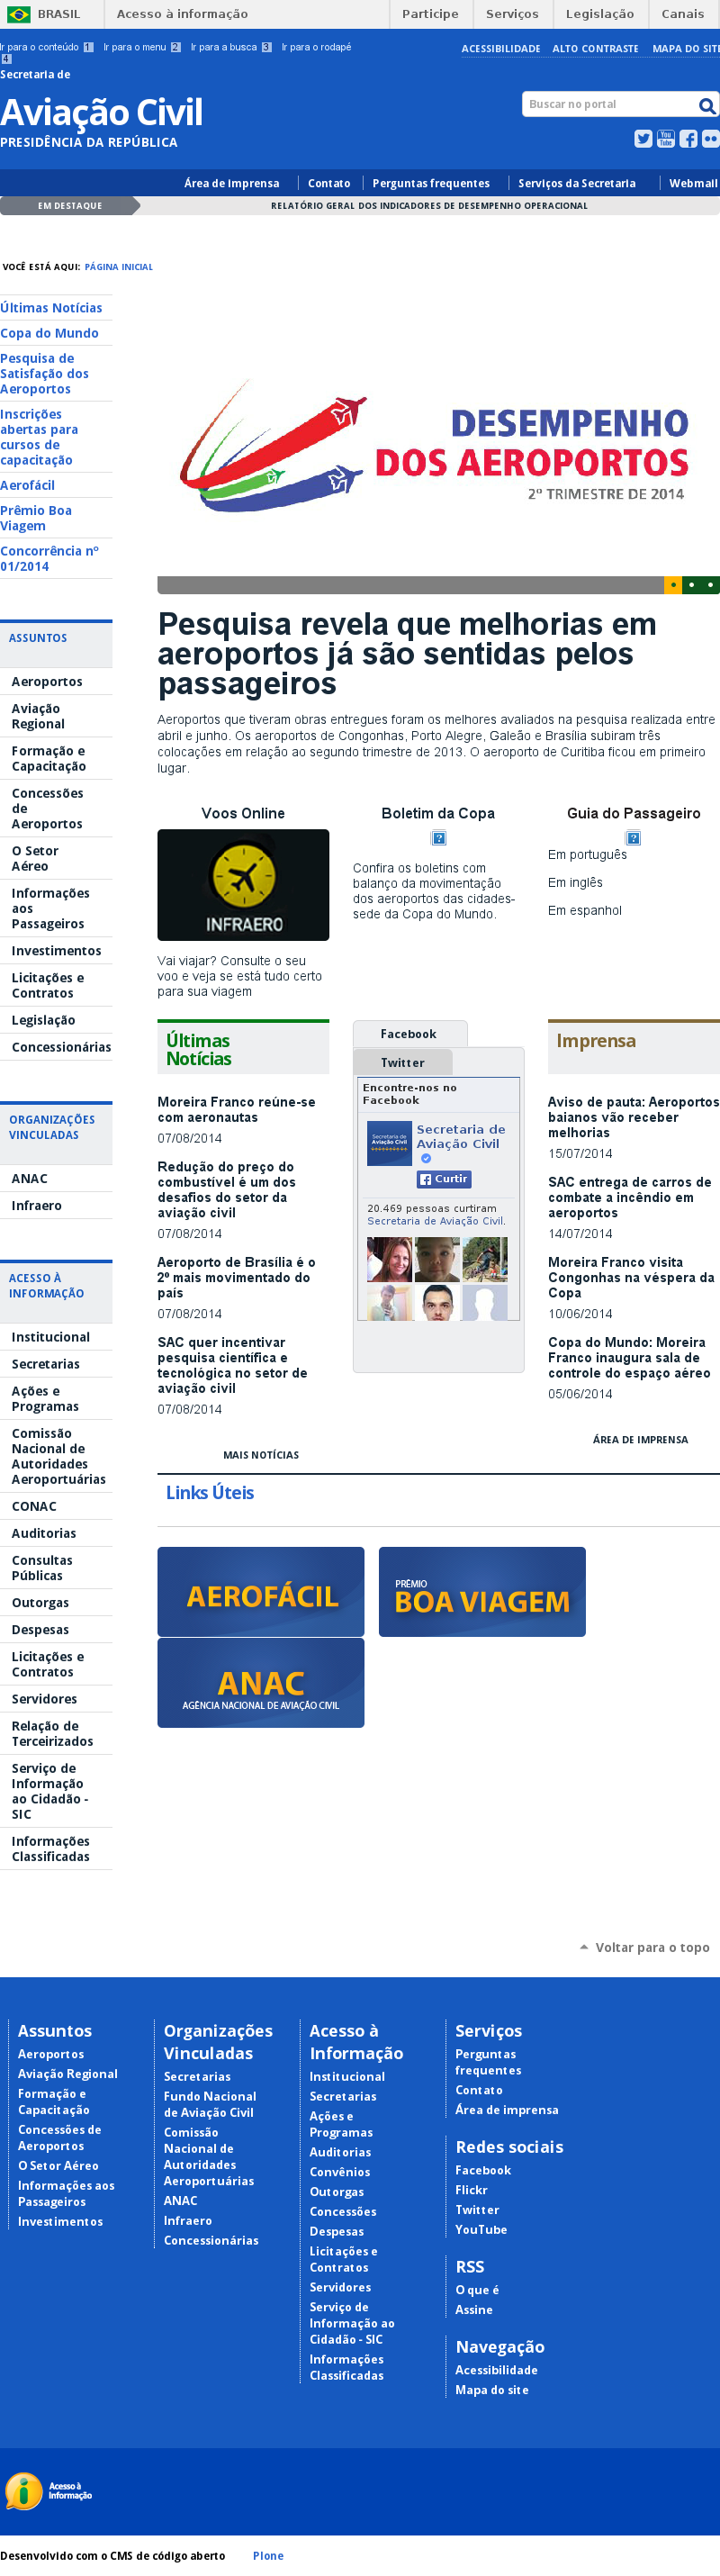 BRASIL
Acesso à informação
Participe
Serviços
Legislação
Canais
Ir para o conteúdo 1
Ir para o menu 2
Ir para a busca 3
Ir para o rodapé 4
ACESSIBILIDADE
ALTO CONTRASTE
MAPA DO SITE
Secretaria de
Aviação Civil
PRESIDÊNCIA DA REPÚBLICA
Buscar no portal
You Tube
Área de Imprensa
Contato
Perguntas frequentes
Serviços da Secretaria
Webmail
EM DESTAQUE
RELATÓRIO GERAL DOS INDICADORES DE DESEMPENHO OPERACIONAL
VOCÊ ESTÁ AQUI: PÁGINA INICIAL
Últimas Notícias
Copa do Mundo
Pesquisa de
Satisfação dos
Aeroportos
Inscrições
abertas para
cursos de
capacitação
Aerofácil
Prêmio Boa
Viagem
Concorrência nº
01/2014
ASSUNTOS
Aeroportos
Aviação
Regional
Formação e
Capacitação
Concessões
de
Aeroportos
O Setor
Aéreo
Informações
aos
Passageiros
Investimentos
Licitações e
Contratos
Legislação
Concessionárias
ORGANIZAÇÕES
VINCULADAS
ANAC
Infraero
ACESSO À
INFORMAÇÃO
Institucional
Secretarias
Ações e
Programas
Comissão
Nacional de
Autoridades
Aeroportuárias
CONAC
Auditorias
Consultas
Públicas
Outorgas
Despesas
Licitações e
Contratos
Servidores
Relação de
Terceirizados
Serviço de
Informação
ao Cidadão -
SIC
Informações
Classificadas
DESEMPENHO
DOS AEROPORTOS
2º TRIMESTRE DE 2014
Pesquisa revela que melhorias em
aeroportos já são sentidas pelos
passageiros
Aeroportos que tiveram obras entregues foram os melhores avaliados na pesquisa realizada entre
abril e junho. Os aeroportos de Congonhas, Porto Alegre, Galeão e Brasília subiram três
colocações em relação ao segundo trimestre de 2013. O aeroporto de Curitiba ficou em primeiro
lugar.
Voos Online
INFRAERO
Vai viajar? Consulte o seu
voo e veja se está tudo certo
para sua viagem
Boletim da Copa
Confira os boletins com
balanço da movimentação
dos aeroportos das cidades-
sede da Copa do Mundo.
Guia do Passageiro
Em português
Em inglês
Em espanhol
Últimas
Notícias
Moreira Franco reúne-se
com aeronautas
07/08/2014
Redução do preço do
combustível é um dos
desafios do setor da
aviação civil
07/08/2014
Aeroporto de Brasília é o
2º mais movimentado do
país
07/08/2014
SAC quer incentivar
pesquisa científica e
tecnológica no setor de
aviação civil
07/08/2014
MAIS NOTÍCIAS
Facebook
Twitter
Encontre-nos no
Facebook
Secretaria de
Aviação Civil
Secretaria de
Aviação Civil
Curtir
20.469 pessoas curtiram
Secretaria de Aviação Civil.
Imprensa
Aviso de pauta: Aeroportos
baianos vão receber
melhorias
15/07/2014
SAC entrega de carros de
combate a incêndio em
aeroportos
14/07/2014
Moreira Franco visita
Congonhas na véspera da
Copa
10/06/2014
Copa do Mundo: Moreira
Franco inaugura sala de
controle do espaço aéreo
05/06/2014
ÁREA DE IMPRENSA
Links Úteis
AEROFÁCIL
PRÊMIO
BOA VIAGEM
ANAC
AGÊNCIA NACIONAL DE AVIAÇÃO CIVIL
Voltar para o topo
Assuntos
Aeroportos
Aviação Regional
Formação e
Capacitação
Concessões de
Aeroportos
O Setor Aéreo
Informações aos
Passageiros
Investimentos
Organizações
Vinculadas
Secretarias
Fundo Nacional
de Aviação Civil
Comissão
Nacional de
Autoridades
Aeroportuárias
ANAC
Infraero
Concessionárias
Acesso à
Informação
Institucional
Secretarias
Ações e
Programas
Auditorias
Convênios
Outorgas
Concessões
Despesas
Licitações e
Contratos
Servidores
Serviço de
Informação ao
Cidadão - SIC
Informações
Classificadas
Serviços
Perguntas
frequentes
Contato
Área de imprensa
Redes sociais
Facebook
Flickr
Twitter
YouTube
RSS
O que é
Assine
Navegação
Acessibilidade
Mapa do site
Acesso à
Informação
Desenvolvido com o CMS de código aberto Plone